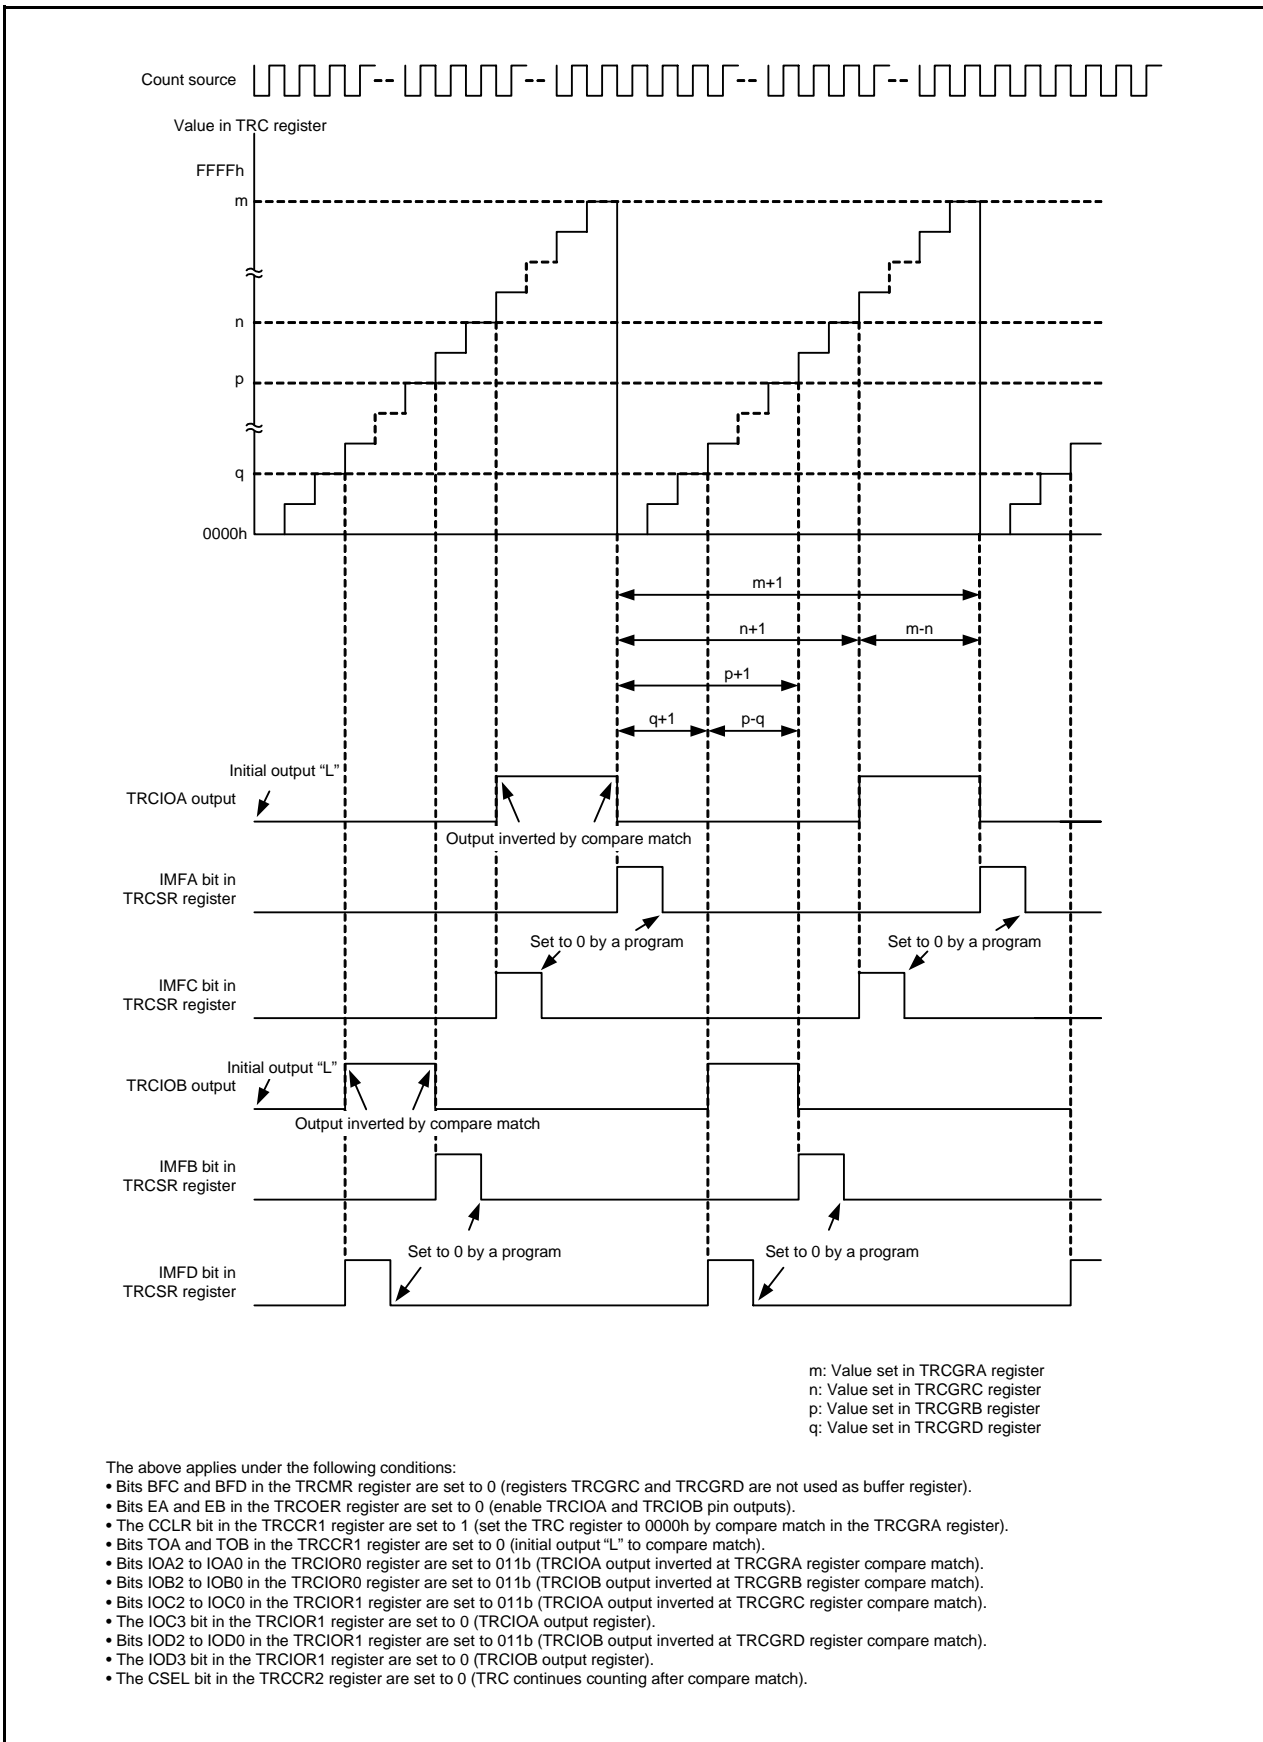 Count source
Value in TRC register
FFFFh
m
n
p
q
0000h
m+1
n+1
m-n
p+1
q+1
p-q
Initial output “L”
TRCIOA output
Output inverted by compare match
IMFA bit in
TRCSR register
Set to 0 by a program
Set to 0 by a program
IMFC bit in
TRCSR register
Initial output “L”
TRCIOB output
Output inverted by compare match
IMFB bit in
TRCSR register
Set to 0 by a program
Set to 0 by a program
IMFD bit in
TRCSR register
m: Value set in TRCGRA register
n: Value set in TRCGRC register
p: Value set in TRCGRB register
q: Value set in TRCGRD register
The above applies under the following conditions:
• Bits BFC and BFD in the TRCMR register are set to 0 (registers TRCGRC and TRCGRD are not used as buffer register).
• Bits EA and EB in the TRCOER register are set to 0 (enable TRCIOA and TRCIOB pin outputs).
• The CCLR bit in the TRCCR1 register are set to 1 (set the TRC register to 0000h by compare match in the TRCGRA register).
• Bits TOA and TOB in the TRCCR1 register are set to 0 (initial output “L” to compare match).
• Bits IOA2 to IOA0 in the TRCIOR0 register are set to 011b (TRCIOA output inverted at TRCGRA register compare match).
• Bits IOB2 to IOB0 in the TRCIOR0 register are set to 011b (TRCIOB output inverted at TRCGRB register compare match).
• Bits IOC2 to IOC0 in the TRCIOR1 register are set to 011b (TRCIOA output inverted at TRCGRC register compare match).
• The IOC3 bit in the TRCIOR1 register are set to 0 (TRCIOA output register).
• Bits IOD2 to IOD0 in the TRCIOR1 register are set to 011b (TRCIOB output inverted at TRCGRD register compare match).
• The IOD3 bit in the TRCIOR1 register are set to 0 (TRCIOB output register).
• The CSEL bit in the TRCCR2 register are set to 0 (TRC continues counting after compare match).